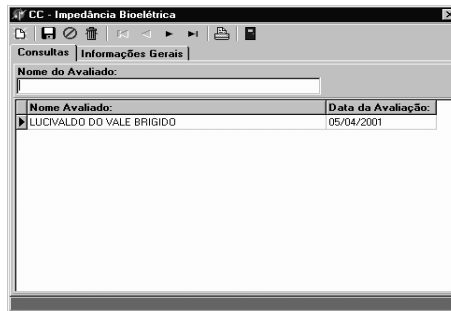 CC - Impedância Bioelétrica
Consultas Informações Gerais
Nome do Avaliado:
Nome Avaliado: Data da Avaliação:
LUCIVALDO DO VALE BRIGIDO 05/04/2001